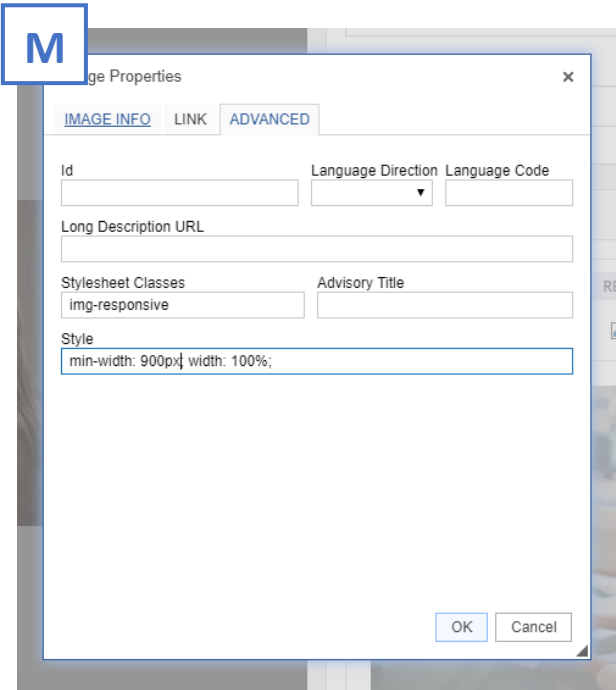 M
ge Properties
×
IMAGE INFO LINK ADVANCED
Id
Language Direction Language Code
Long Description URL
Stylesheet Classes
Advisory Title
img-responsive
Style
min-width: 900px; width: 100%;
OK Cancel